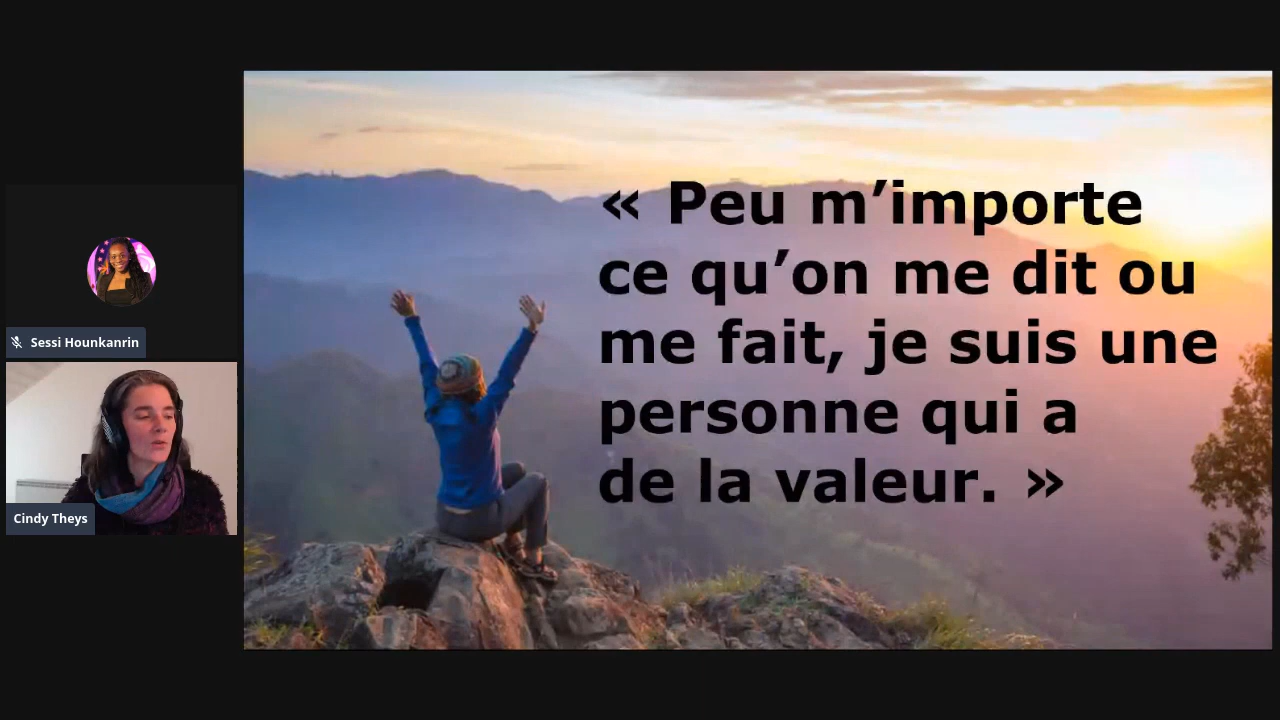 Sessi Hounkanrin
Cindy Theys
« Peu m’importe
ce qu’on me dit ou
me fait, je suis une
personne qui a
de la valeur. »